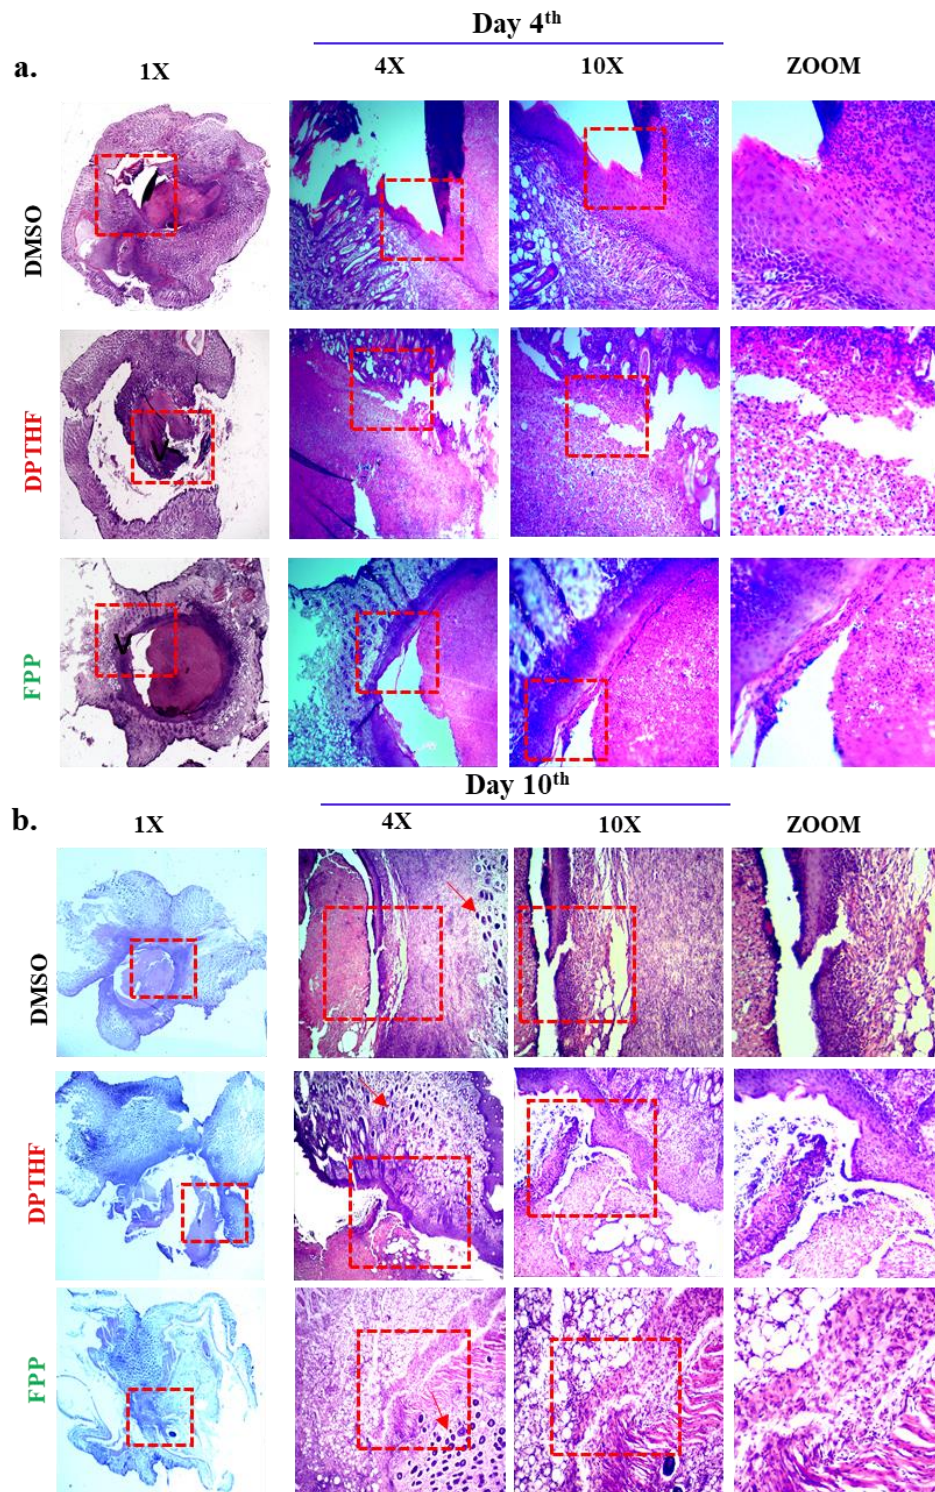 Day 4th
a.
1X
4X
10X
ZOOM
DMSO
DPTHF
FPP
Day 10th
b.
1X
4X
10X
ZOOM
DMSO
DPTHF
FPP